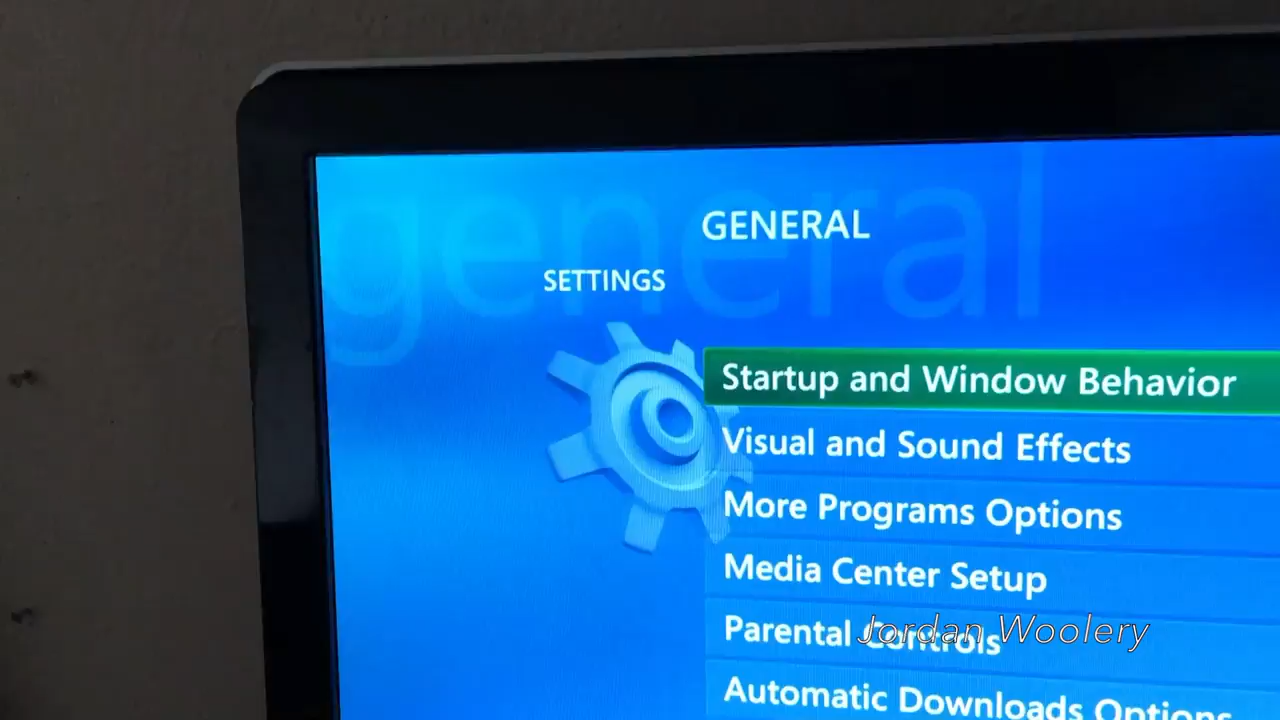 general
GENERAL
SETTINGS
Startup and Window Behavior
Visual and Sound Effects
More Programs Options
Media Center Setup
Parental Controls
Jordan Woolery
Automatic Downloads Options